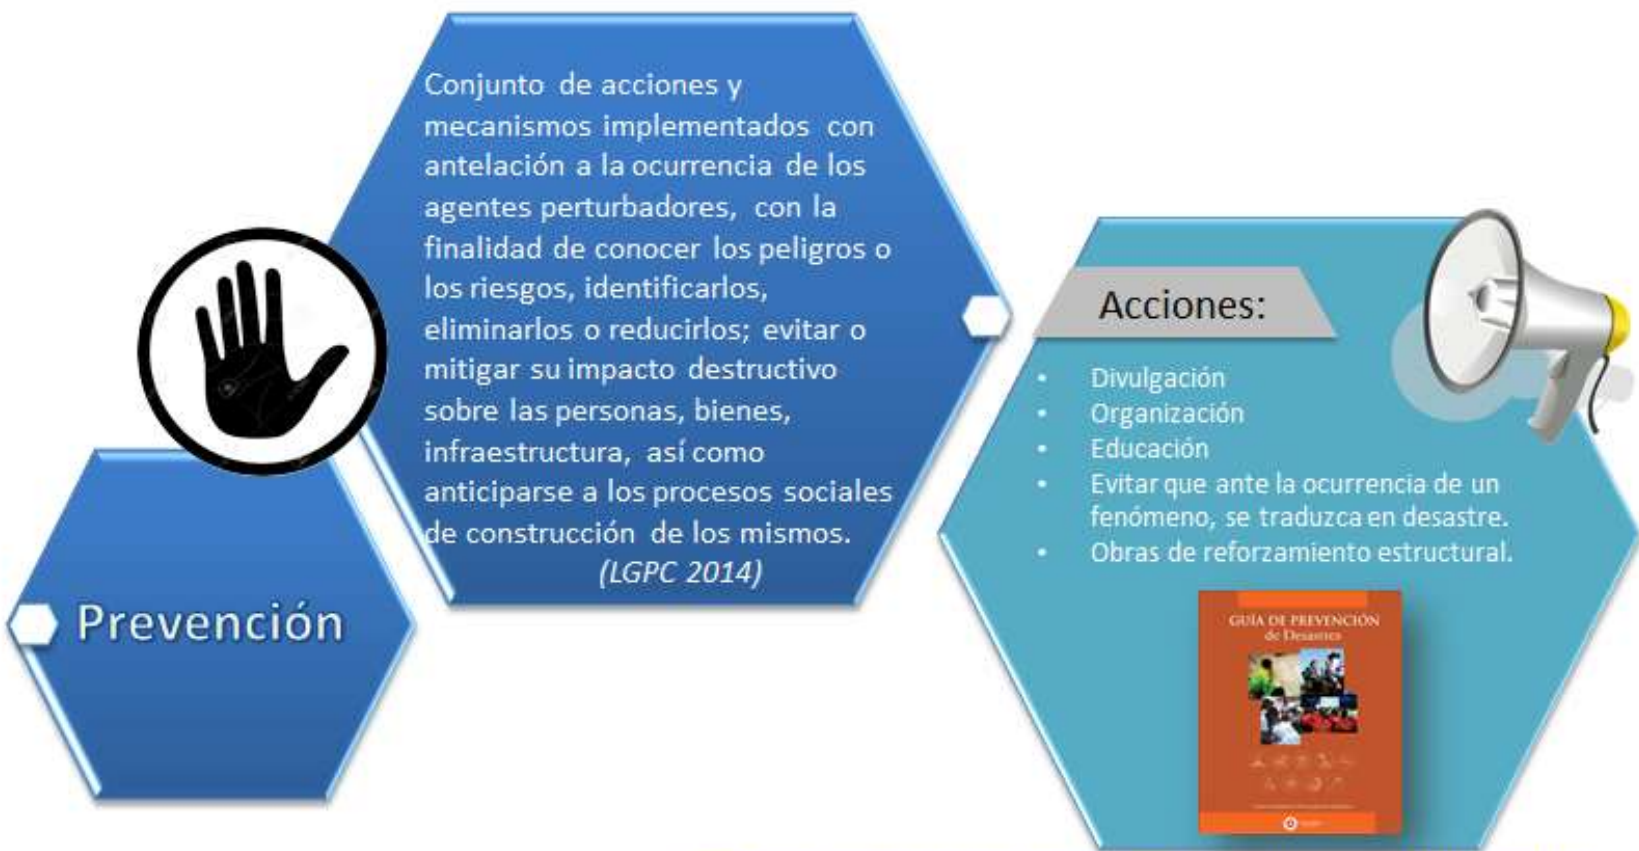 Prevención
Conjunto de acciones y
mecanismos implementados con
antelación a la ocurrencia de los
agentes perturbadores, con la
finalidad de conocer los peligros o
los riesgos, identificarlos,
eliminarlos o reducirlos; evitar o
mitigar su impacto destructivo
sobre las personas, bienes,
infraestructura, así como
anticiparse a los procesos sociales
de construcción de los mismos.
(LGPC 2014)
Acciones:
• Divulgación
• Organización
• Educación
• Evitar que ante la ocurrencia de un
fenómeno, se traduzca en desastre.
• Obras de reforzamiento estructural.
GUÍA DE PREVENCIÓN
de Desastres